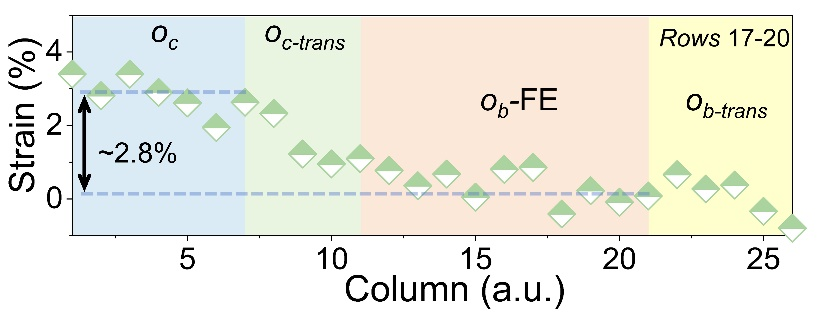 o_c
o_c-trans
o_b-FE
Rows 17-20
o_b-trans
Strain (%)
4
2
0
~2.8%
5
10
15
20
25
Column (a.u.)